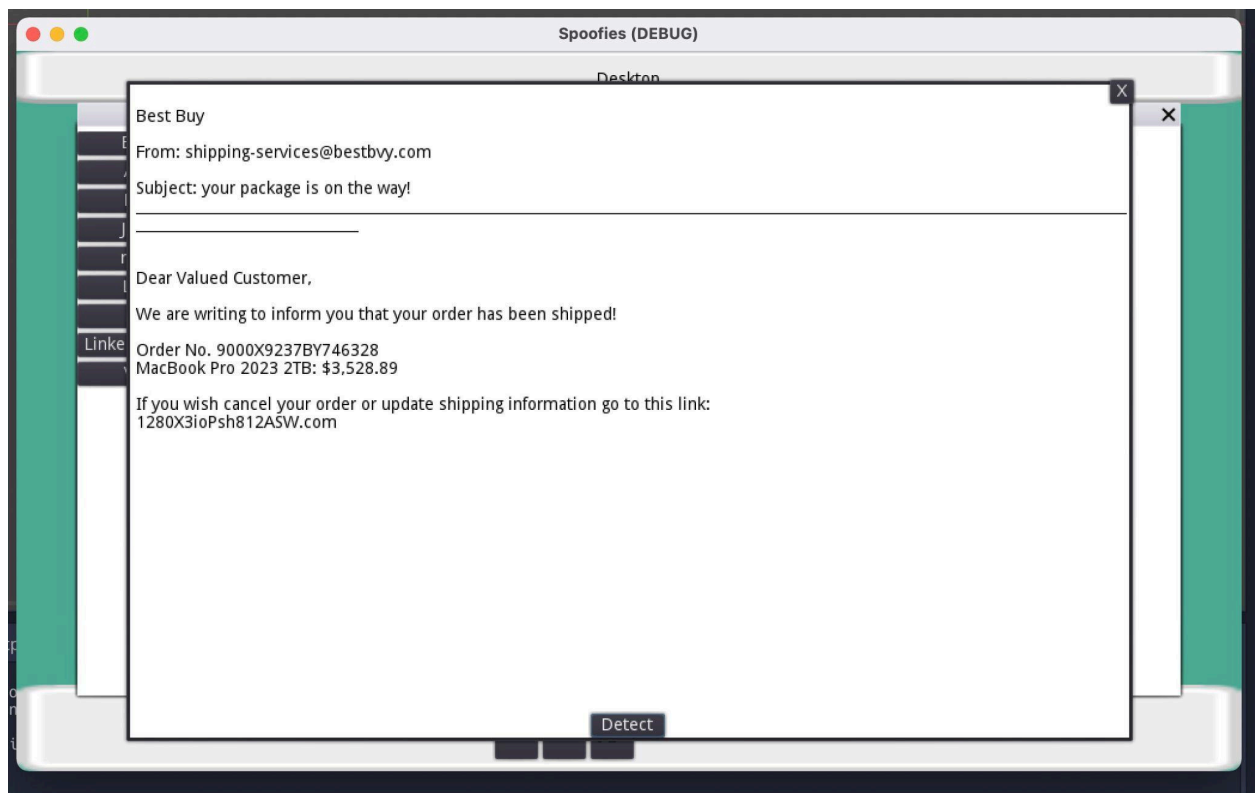 Spoofies (DEBUG)
Desktop
X
Best Buy
From: shipping-services@bestbvy.com
Subject: your package is on the way!
Dear Valued Customer,
We are writing to inform you that your order has been shipped!
Order No. 9000X9237BY746328
MacBook Pro 2023 2TB: $3,528.89
If you wish cancel your order or update shipping information go to this link:
1280X3ioPsh812ASW.com
Linke
Detect